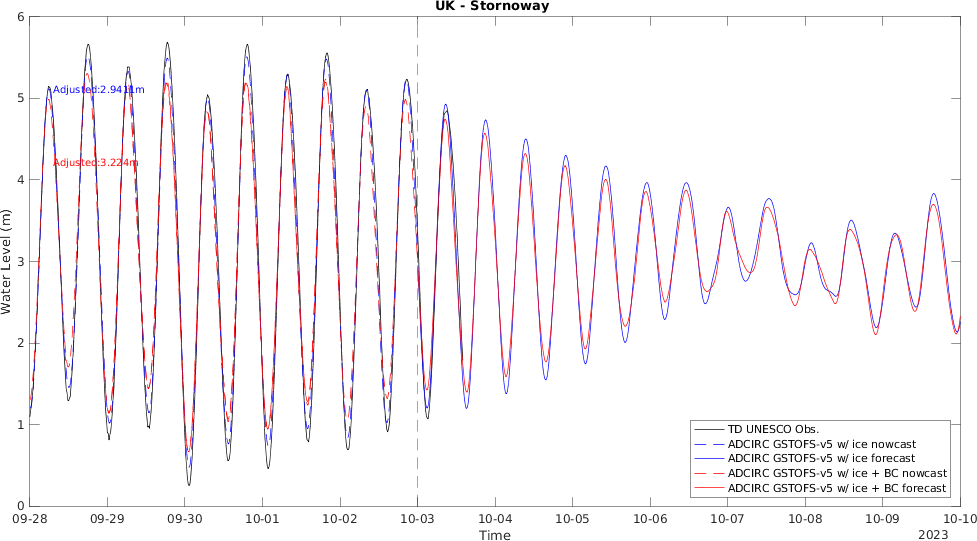 UK - Stornoway
Water Level (m)
6
5
4
3
2
1
0
Adjusted:2.9411m
Adjusted:3.224m
TD UNESCO Obs.
ADCIRC GSTOFS-v5 w/ ice nowcast
ADCIRC GSTOFS-v5 w/ ice forecast
ADCIRC GSTOFS-v5 w/ ice + BC nowcast
ADCIRC GSTOFS-v5 w/ ice + BC forecast
09-28 09-29 09-30 10-01 10-02 10-03 10-04 10-05 10-06 10-07 10-08 10-09 10-10
Time
2023